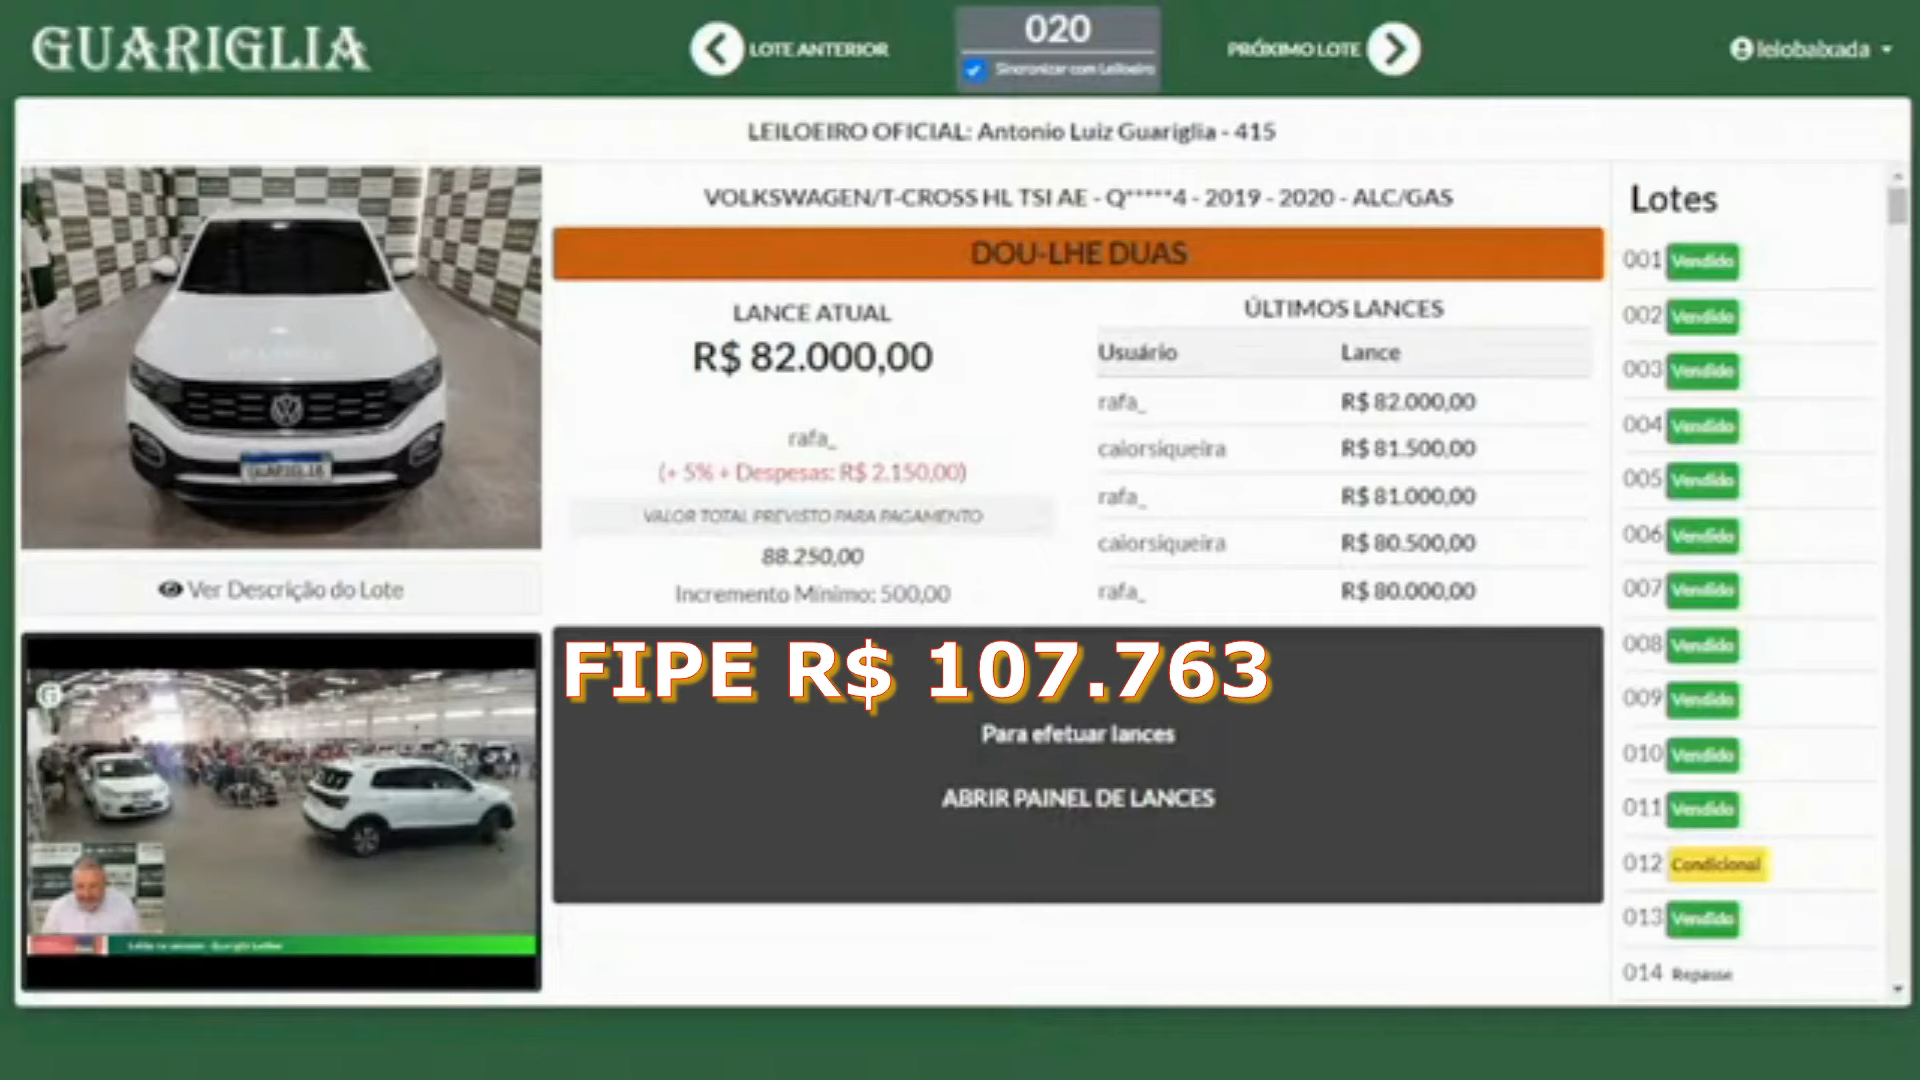 GUARIGLIA
LOTE ANTERIOR
020
Sincronizar com Leiloeiro
PRÓXIMO LOTE
leiobaixada
LEILOEIRO OFICIAL: Antonio Luiz Guariglia - 415
VOLKSWAGEN/T-CROSS HL TSI AE - Q*****4 - 2019 - 2020 - ALC/GAS
DOU-LHE DUAS
LANCE ATUAL
R$ 82.000,00
rafa_
(+ 5% + Despesas: R$ 2.150,00)
VALOR TOTAL PREVISTO PARA PAGAMENTO
88.250,00
Incremento Mínimo: 500,00
ÚLTIMOS LANCES
Usuário Lance
rafa_ R$ 82.000,00
caiorsiqueira R$ 81.500,00
rafa_ R$ 81.000,00
caiorsiqueira R$ 80.500,00
rafa_ R$ 80.000,00
GUARIGLIA
Ver Descrição do Lote
FIPE R$ 107.763
Para efetuar lances
ABRIR PAINEL DE LANCES
Lotes
001 Vendido
002 Vendido
003 Vendido
004 Vendido
005 Vendido
006 Vendido
007 Vendido
008 Vendido
009 Vendido
010 Vendido
011 Vendido
012 Condicional
013 Vendido
014 Repasse